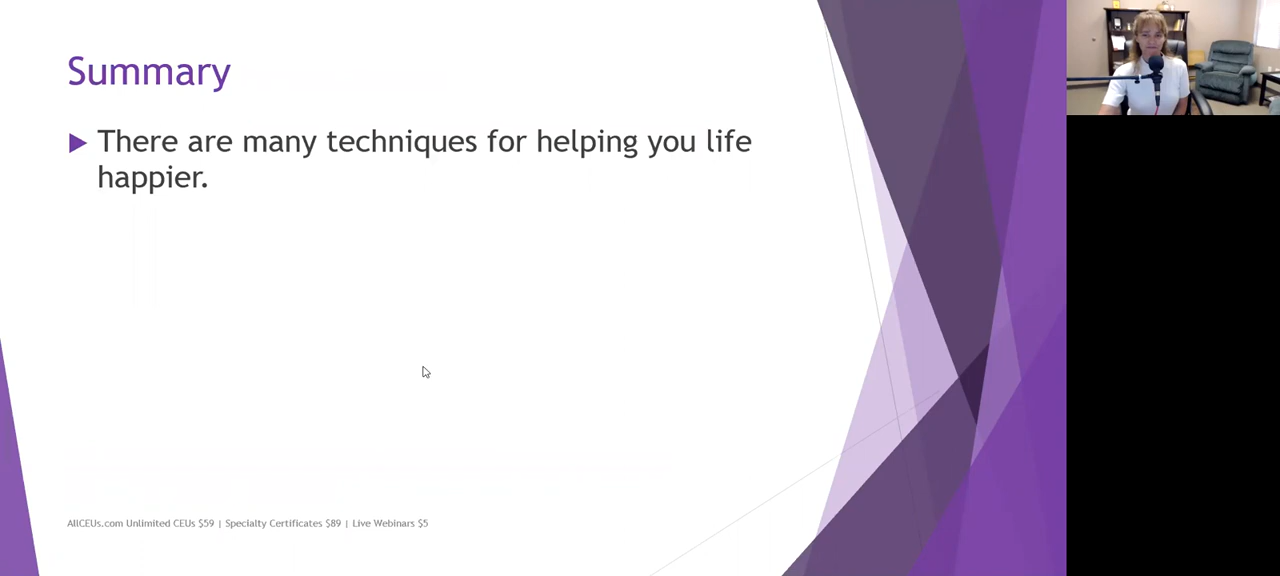 Summary
There are many techniques for helping you life
happier.
AllCEUs.com Unlimited CEUs $59 | Specialty Certificates $89 | Live Webinars $5